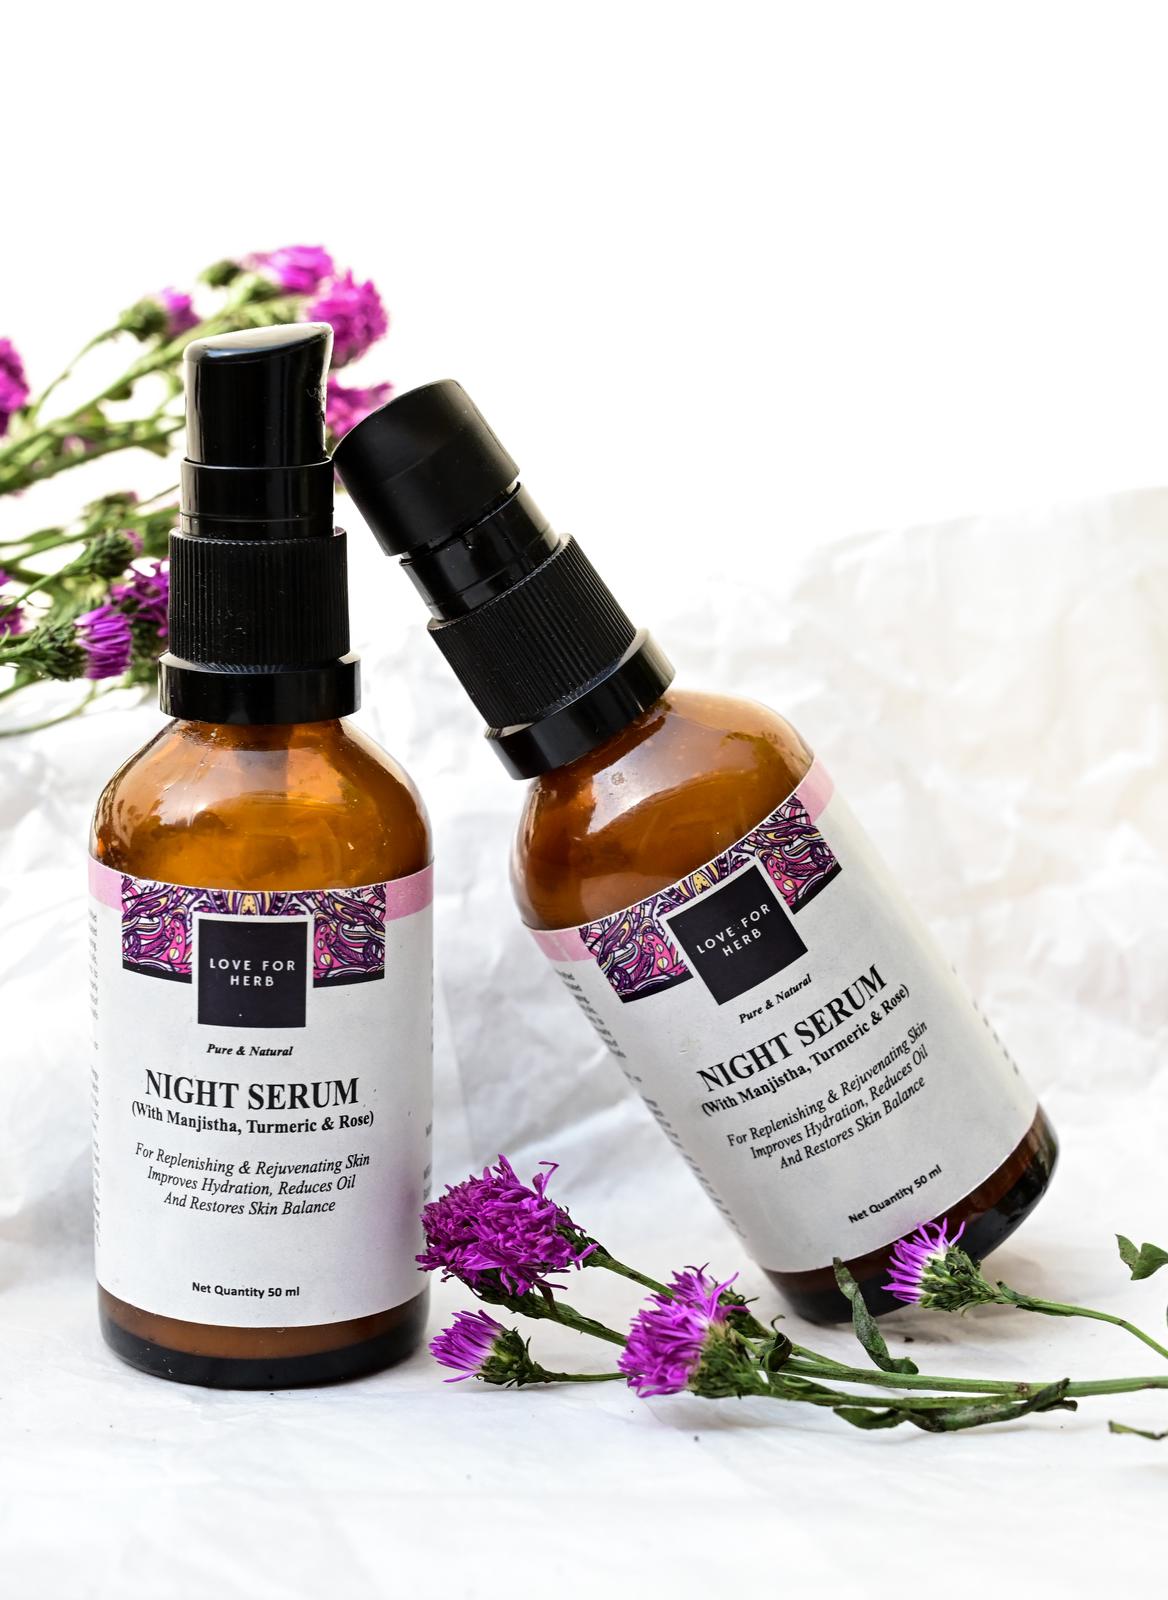 LOVE FOR
HERB
Pure & Natural
NIGHT SERUM
(With Manjistha, Turmeric & Rose)
For Replenishing & Rejuvenating Skin
Improves Hydration, Reduces Oil
And Restores Skin Balance
Net Quantity 50 ml
LOVE FOR
HERB
Pure & Natural
NIGHT SERUM
(With Manjistha, Turmeric & Rose)
For Replenishing & Rejuvenating Skin
Improves Hydration, Reduces Oil
And Restores Skin Balance
Net Quantity 50 ml